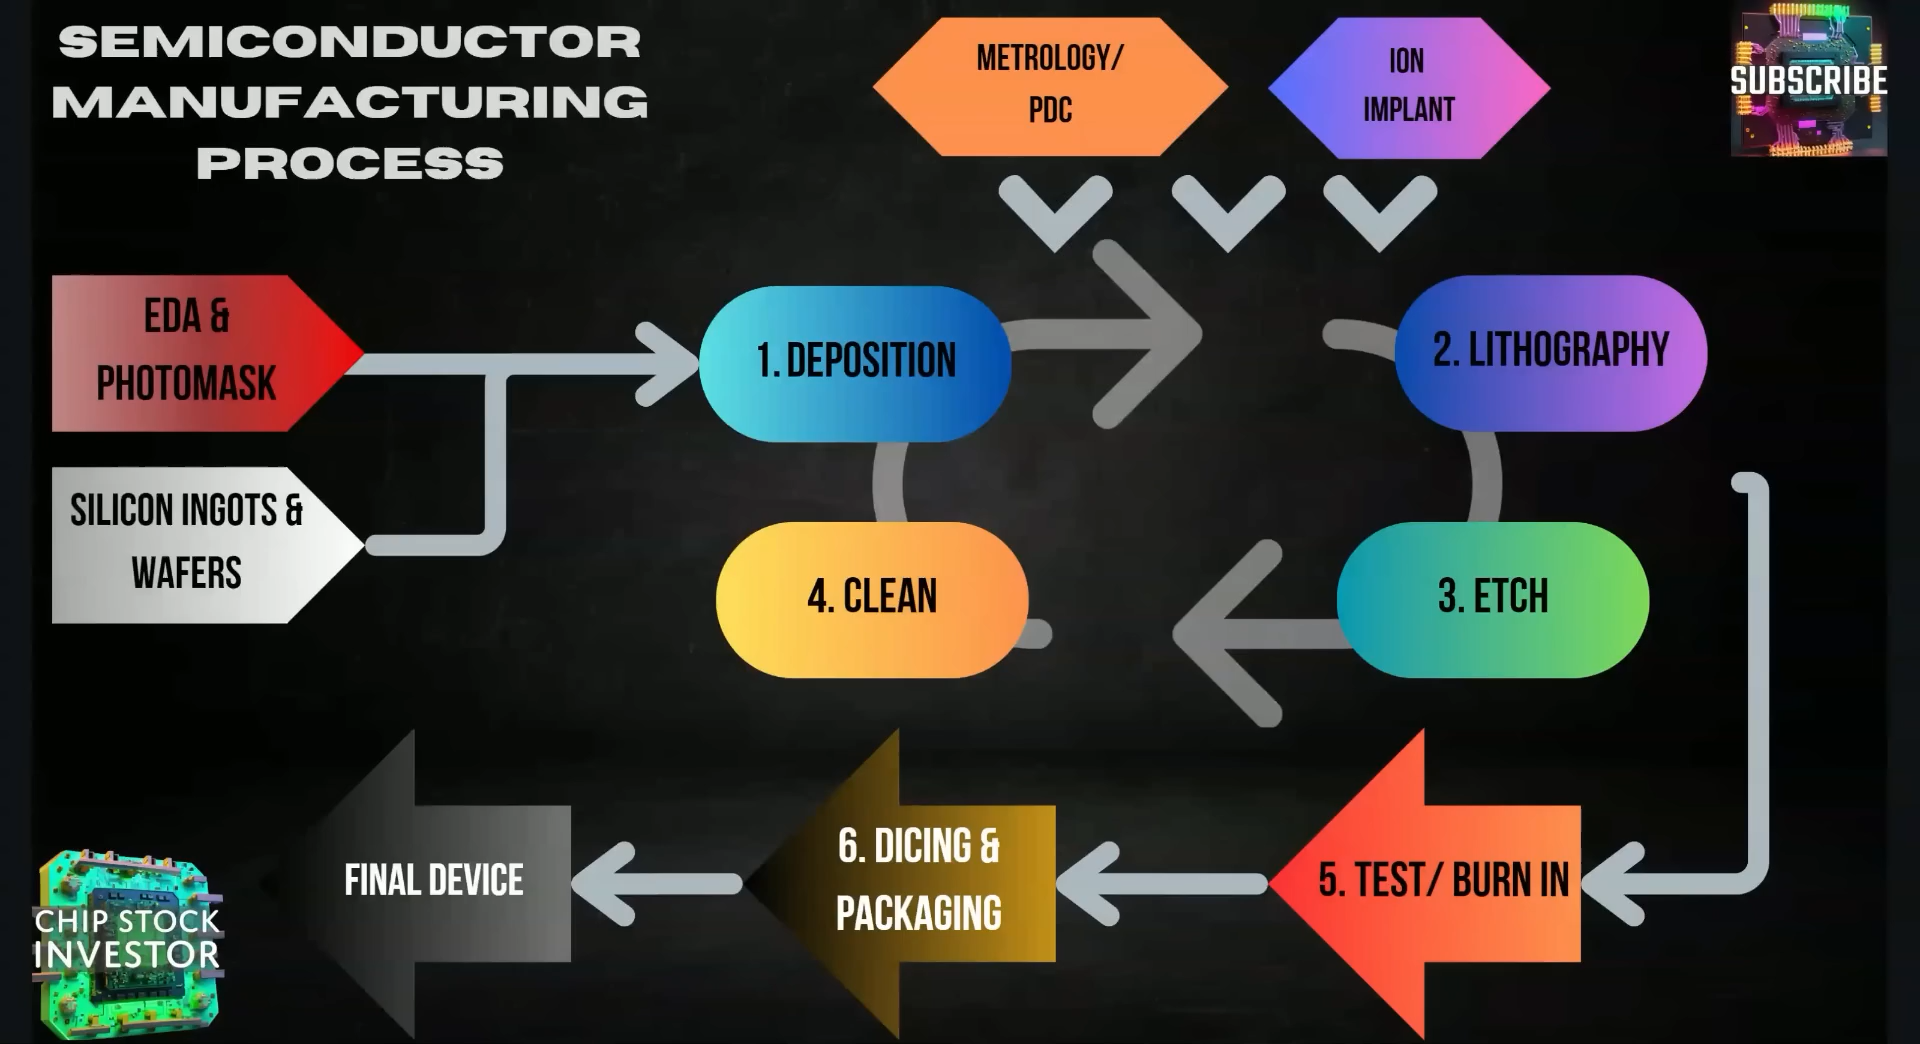 SEMICONDUCTOR
MANUFACTURING
PROCESS
METROLOGY/
PDC
ION
IMPLANT
SUBSCRIBE
EDA &
PHOTOMASK
SILICON INGOTS &
WAFERS
1. DEPOSITION
2. LITHOGRAPHY
4. CLEAN
3. ETCH
FINAL DEVICE
6. DICING &
PACKAGING
5. TEST/ BURN IN
CHIP STOCK
INVESTOR